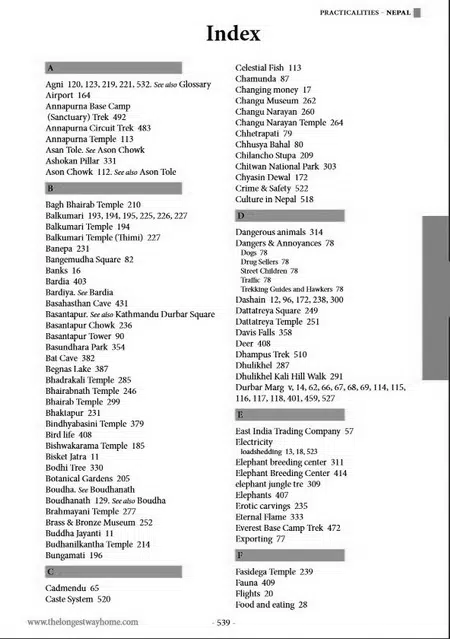 PRACTICALITIES - NEPAL
Index
A
Agni 120, 123, 219, 221, 532. See also Glossary
Airport 164
Annapurna Base Camp
(Sanctuary) Trek 492
Annapurna Circuit Trek 483
Annapurna Temple 113
Asan Tole. See Ason Chowk
Ashokan Pillar 331
Ason Chowk 112. See also Ason Tole
B
Bagh Bhairab Temple 210
Balkumari 193, 194, 195, 225, 226, 227
Balkumari Temple 194
Balkumari Temple (Thimi) 227
Banepa 231
Bangemudha Square 82
Banks 16
Bardia 403
Bardiya. See Bardia
Basahasthan Cave 431
Basantapur. See also Kathmandu Durbar Square
Basantapur Chowk 236
Basantapur Tower 90
Basundhara Park 354
Bat Cave 382
Begnas Lake 387
Bhadrakali Temple 285
Bhairabnath Temple 246
Bhairab Temple 299
Bhaktapur 231
Bindhyabasini Temple 379
Bird life 408
Bishwakarama Temple 185
Bisket Jatra 11
Bodhi Tree 330
Botanical Gardens 205
Boudha. See Boudhanath
Boudhanath 129. See also Boudha
Brahmayani Temple 277
Brass & Bronze Museum 252
Buddha Jayanti 11
Budhanilkantha Temple 214
Bungamati 196
C
Cadmendu 65
Caste System 520
Celestial Fish 113
Chamunda 87
Changing money 17
Changu Museum 262
Changu Narayan 260
Changu Narayan Temple 264
Chhetrapati 79
Chhusya Bahal 80
Chilancho Stupa 209
Chitwan National Park 303
Chyasin Dewal 172
Crime & Safety 522
Culture in Nepal 518
D
Dangerous animals 314
Dangers & Annoyances 78
Dogs 78
Drug Sellers 78
Street Children 78
Traffic 78
Trekking Guides and Hawkers 78
Dashain 12, 96, 172, 238, 300
Dattatreya Square 249
Dattatreya Temple 251
Davis Falls 358
Deer 408
Dhampus Trek 510
Dhulikhel 287
Dhulikhel Kali Hill Walk 291
Durbar Marg v, 14, 62, 66, 67, 68, 69, 114, 115,
116, 117, 118, 401, 459, 527
E
East India Trading Company 57
Electricity
loadshedding 13, 18, 523
Elephant breeding center 311
Elephant Breeding Center 414
elephant jungle tre 309
Elephants 407
Erotic carvings 235
Eternal Flame 333
Everest Base Camp Trek 472
Exporting 77
F
Fasidega Temple 239
Fauna 409
Flights 20
Food and eating 28
www.thelongestwayhome.com
- 539 -